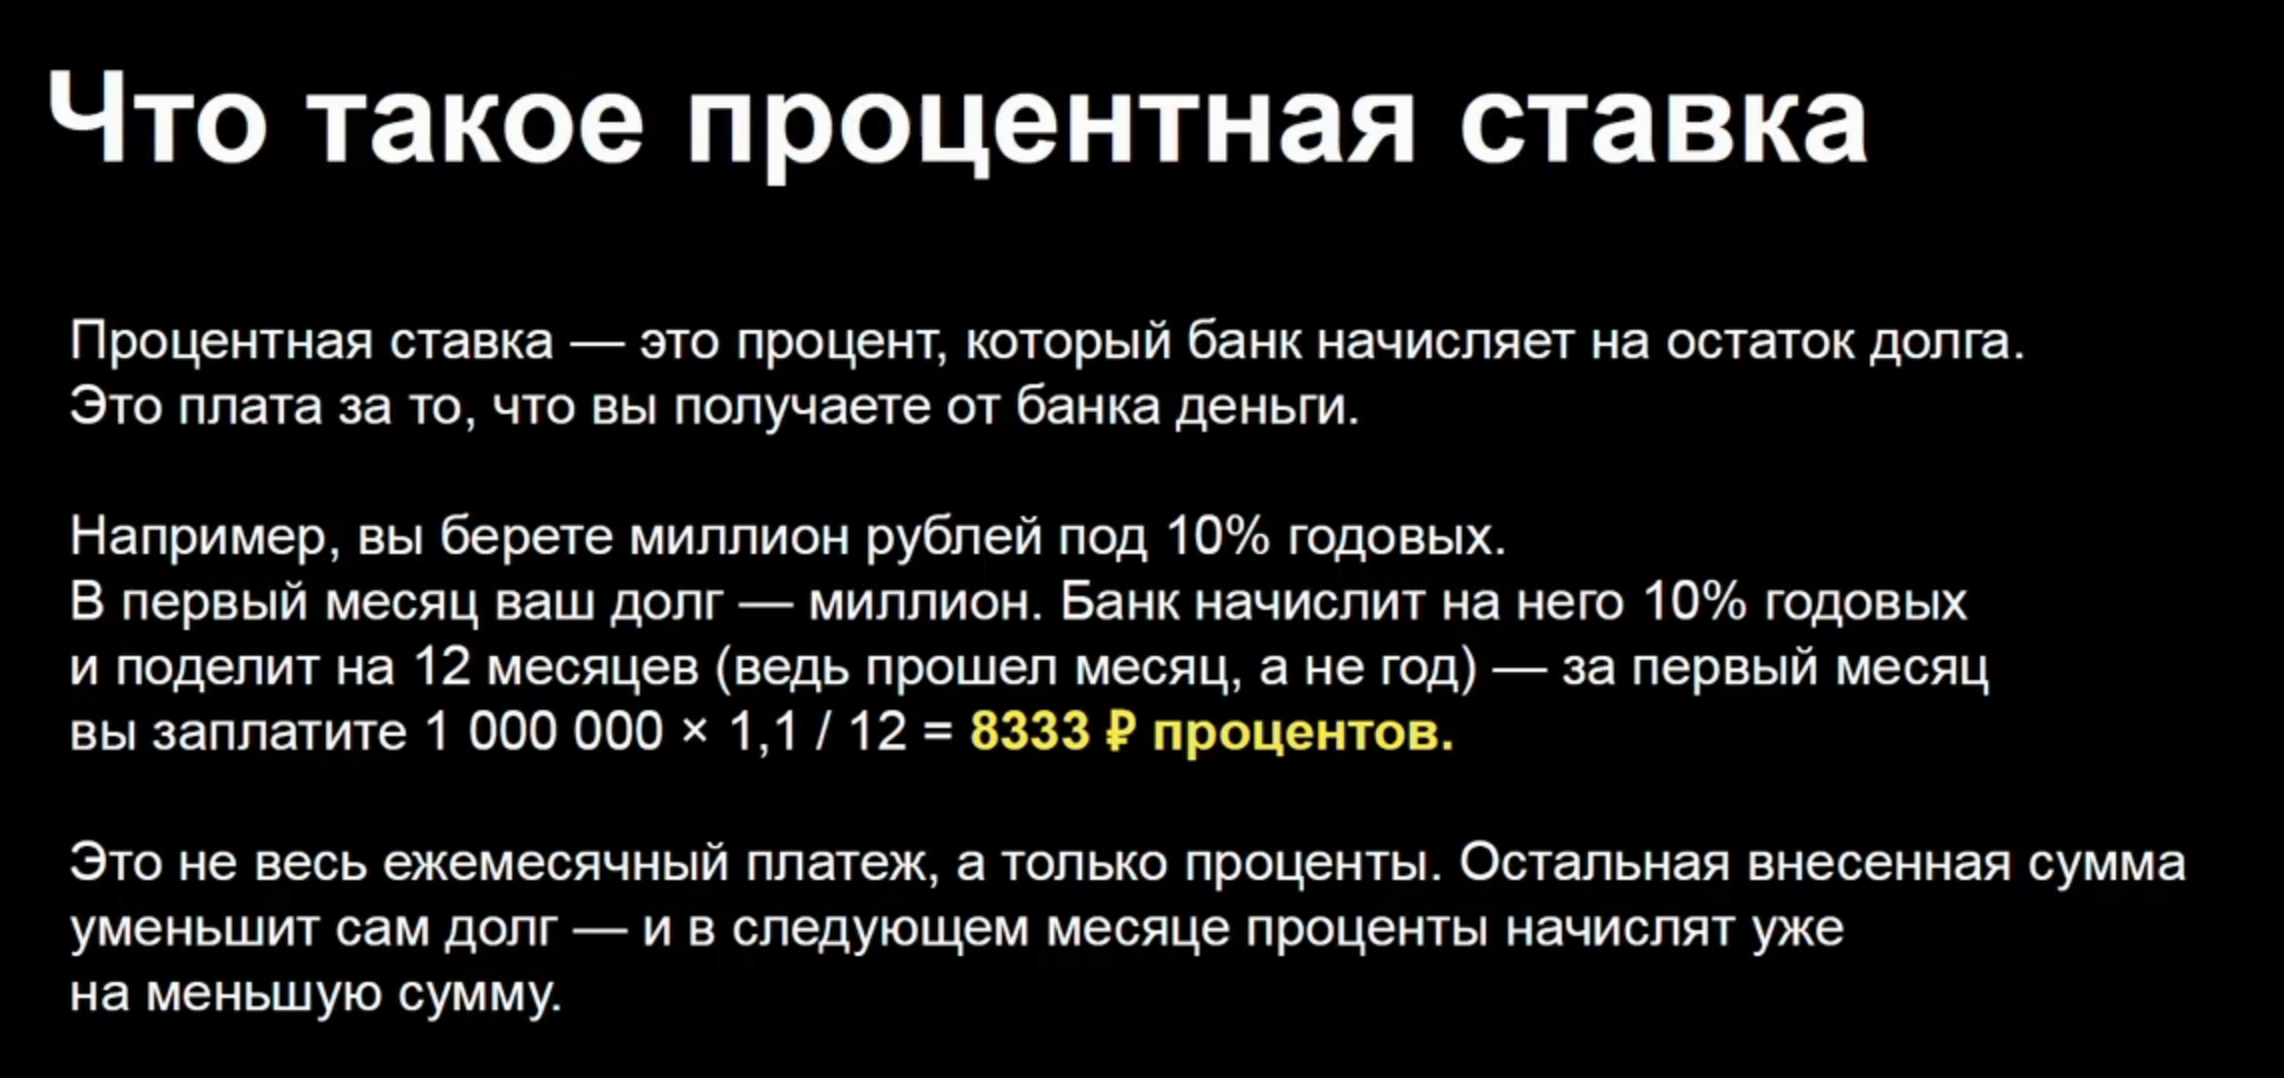 Что такое процентная ставка
Процентная ставка — это процент, который банк начисляет на остаток долга.
Это плата за то, что вы получаете от банка деньги.
Например, вы берете миллион рублей под 10% годовых.
В первый месяц ваш долг — миллион. Банк начислит на него 10% годовых
и поделит на 12 месяцев (ведь прошел месяц, а не год) — за первый месяц
вы заплатите 1 000 000 × 1,1 / 12 = 8333 ₽ процентов.
Это не весь ежемесячный платеж, а только проценты. Остальная внесенная сумма
уменьшит сам долг — и в следующем месяце проценты начислят уже
на меньшую сумму.